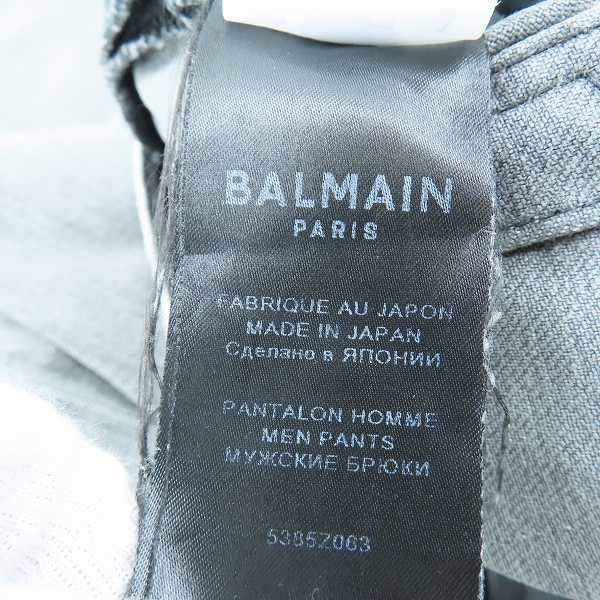 BALMAIN
PARIS
FABRIQUE AU JAPON
MADE IN JAPAN
Сделано в ЯПОНИИ
PANTALON HOMME
MEN PANTS
МУЖСКИЕ БРЮКИ
5385Z063